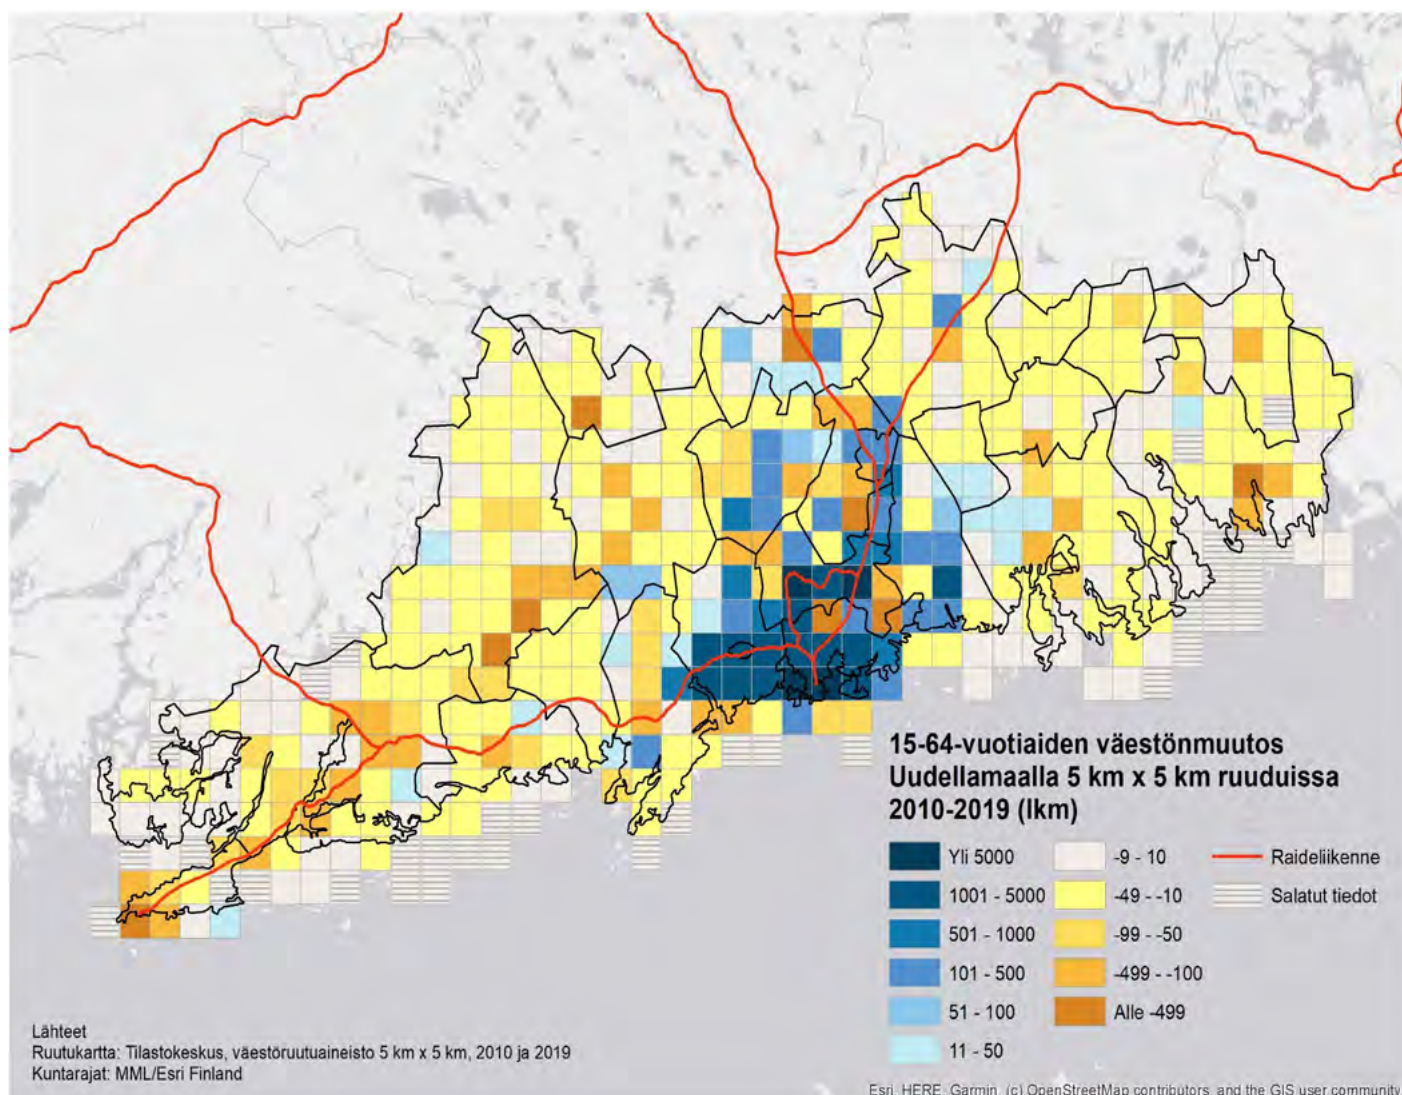 15-64-vuotiaiden väestönmuutos
Uudellamaalla 5 km x 5 km ruuduissa
2010-2019 (lkm)
Yli 5000
1001 - 5000
501 - 1000
101 - 500
51 - 100
11 - 50
-9 - 10
-49 - -10
-99 - -50
-499 - -100
Alle -499
Raideliikenne
Salatut tiedot
Lähteet
Ruutukartta: Tilastokeskus, väestöruutuaineisto 5 km x 5 km, 2010 ja 2019
Kuntarajat: MML/Esri Finland
Esri, HERE, Garmin, (c) OpenStreetMap contributors, and the GIS user community